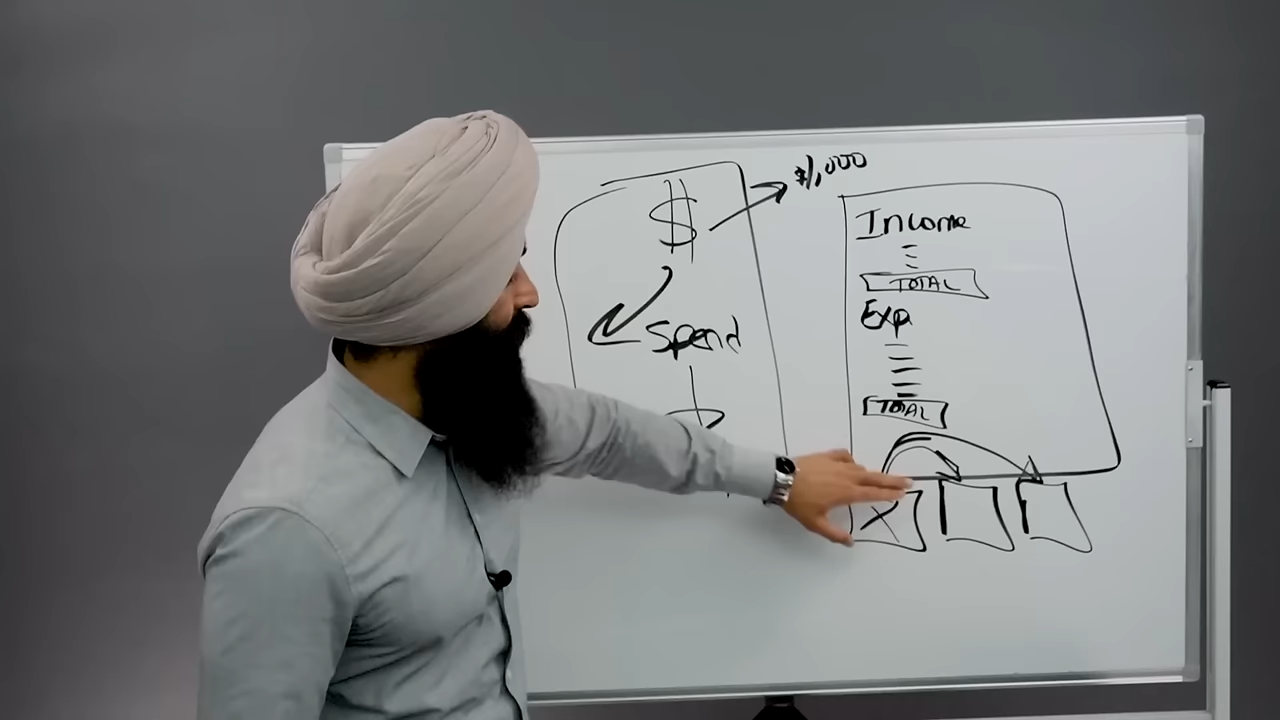 $
Spend
$1,000
Income
TOTAL
Exp
TOTAL
X